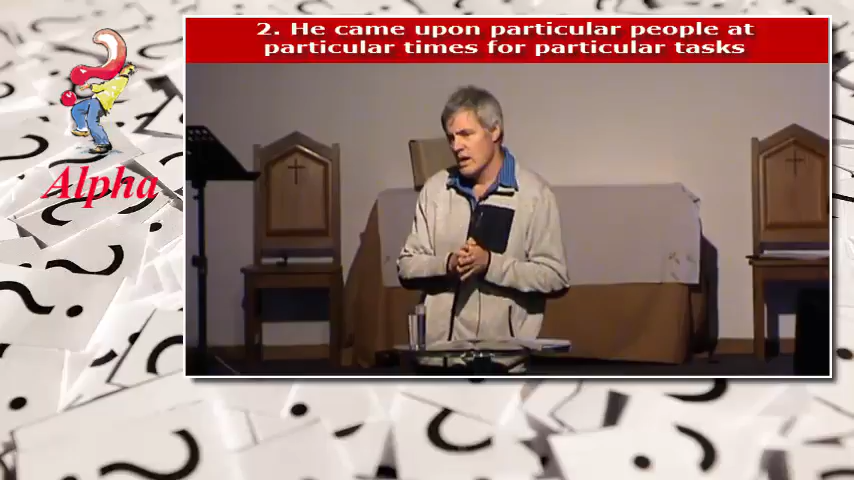 2. He came upon particular people at
particular times for particular tasks
Alpha